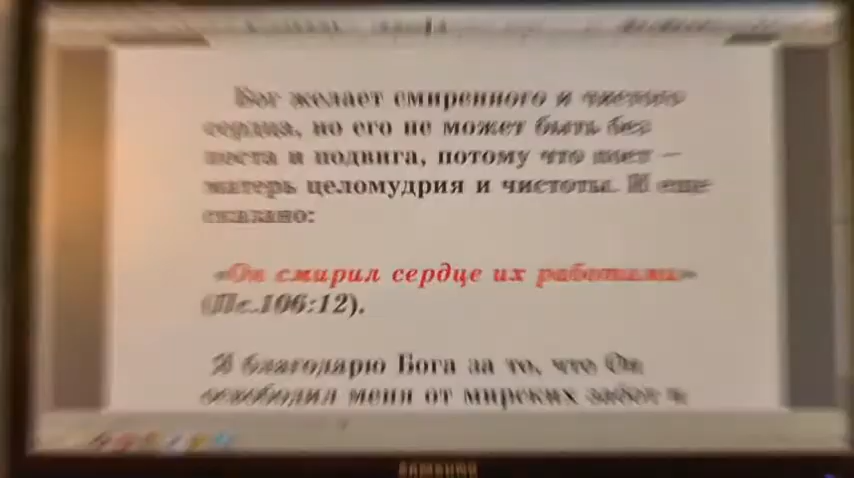 Бог желает смиренного и чистого
сердца, но его не может быть без
поста и подвига, потому что пост –
матерь целомудрия и чистоты. И еще
сказано:
«Он смирил сердце их работами»
(Пс.106:12).
Я благодарю Бога за то, что Он
освободил меня от мирских забот и
SAMSUNG